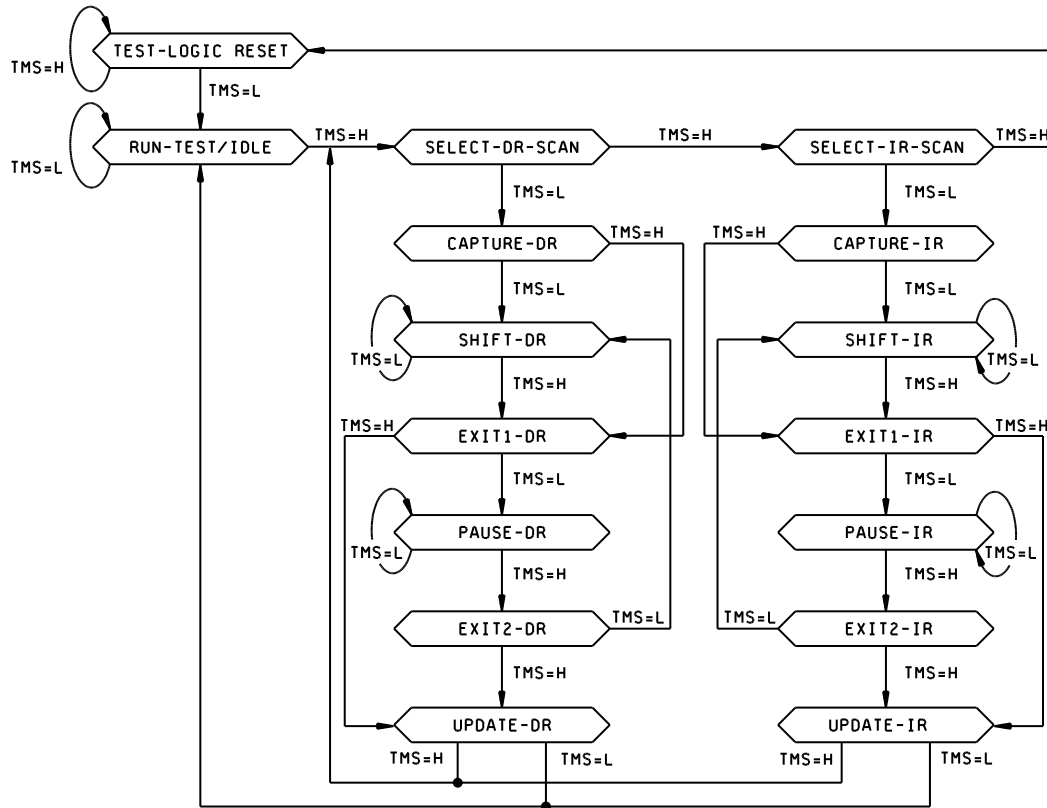 TEST-LOGIC RESET
TMS=H
TMS=L
RUN-TEST/IDLE
TMS=L
TMS=H
SELECT-DR-SCAN
TMS=H
SELECT-IR-SCAN
TMS=H
TMS=L
TMS=L
CAPTURE-DR
TMS=H
TMS=H
CAPTURE-IR
TMS=L
TMS=L
SHIFT-DR
TMS=L
SHIFT-IR
TMS=L
TMS=H
TMS=H
TMS=H
EXIT1-DR
EXIT1-IR
TMS=H
TMS=L
TMS=L
PAUSE-DR
TMS=L
PAUSE-IR
TMS=L
TMS=H
TMS=H
EXIT2-DR
TMS=L
TMS=L
EXIT2-IR
TMS=H
TMS=H
UPDATE-DR
UPDATE-IR
TMS=H
TMS=L
TMS=H
TMS=L